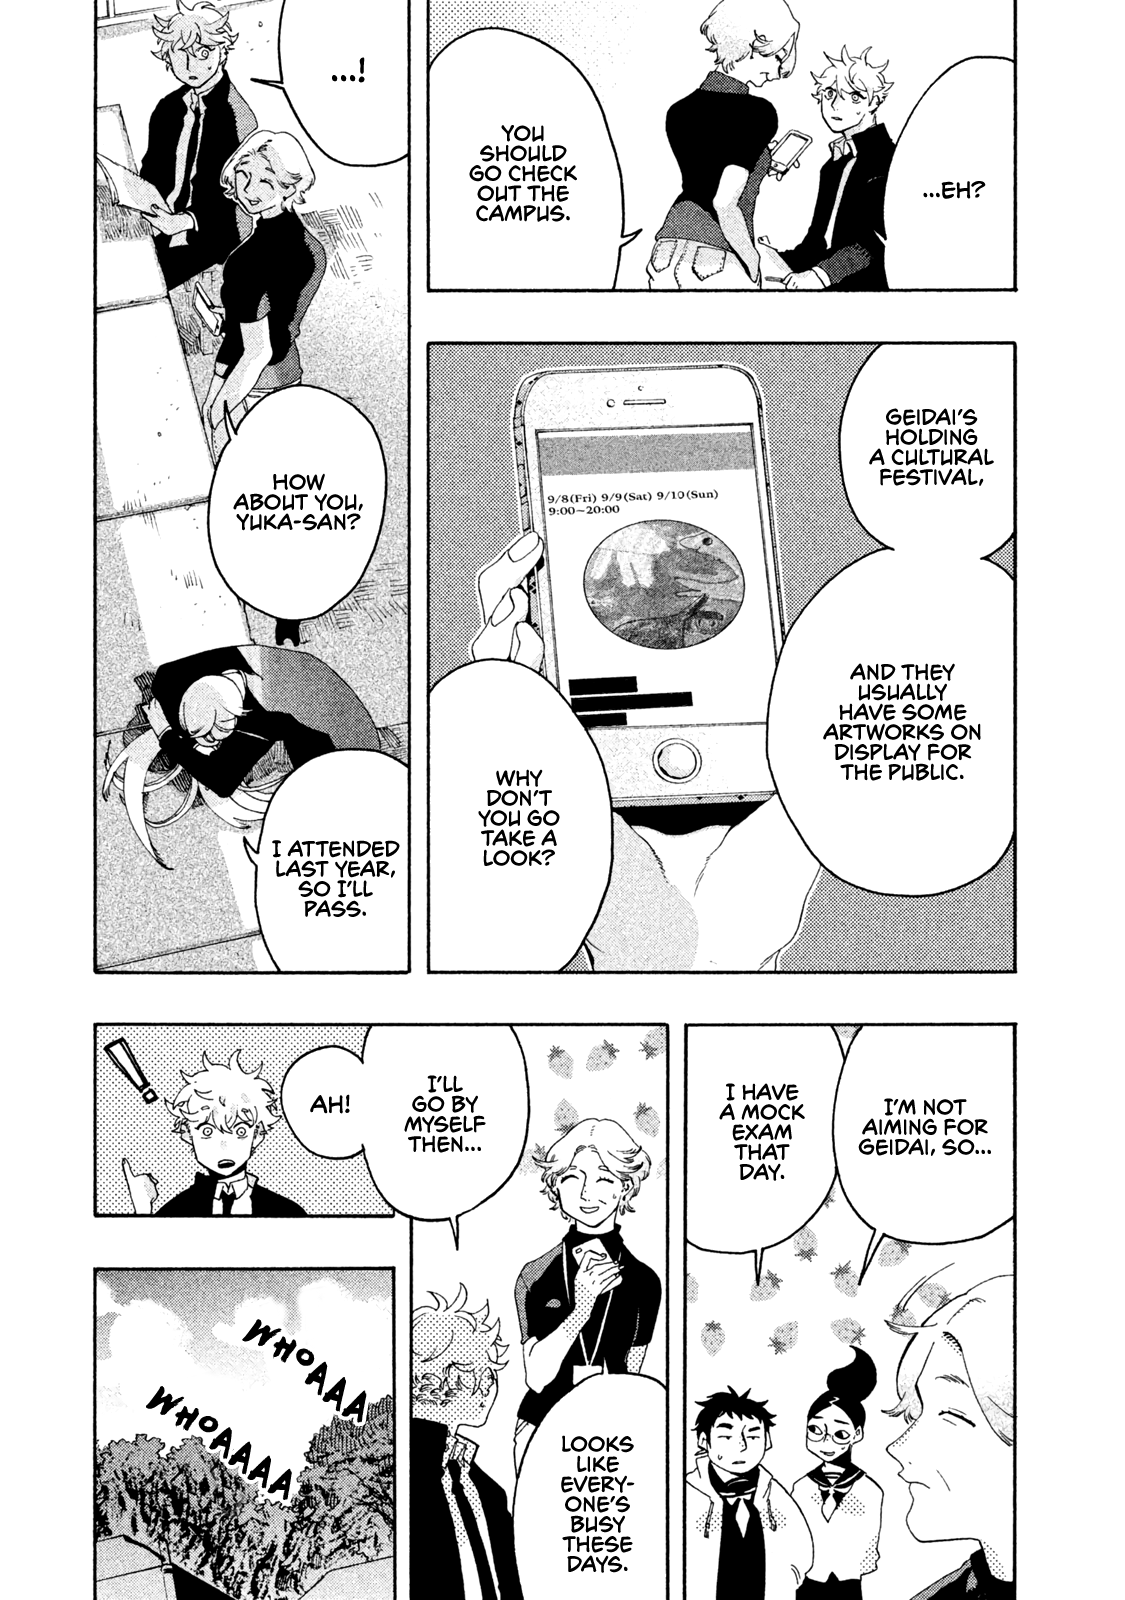 ...EH?
YOU
SHOULD
GO CHECK
OUT THE
CAMPUS.
GEIDAI'S
HOLDING
A CULTURAL
FESTIVAL,
9/8(Fri) 9/9(Sat) 9/10(Sun)
9:00~20:00
AND THEY
USUALLY
HAVE SOME
ARTWORKS ON
DISPLAY FOR
THE PUBLIC.
WHY
DON'T
YOU GO
TAKE A
LOOK?
...!
HOW
ABOUT YOU,
YUKA-SAN?
I ATTENDED
LAST YEAR,
SO I'LL
PASS.
I'M NOT
AIMING FOR
GEIDAI, SO...
I HAVE
A MOCK
EXAM
THAT
DAY.
I'LL
GO BY
MYSELF
THEN...
LOOKS
LIKE
EVERY-
ONE'S
BUSY
THESE
DAYS.
AH!
!
WHOAAA
WHOAAAA